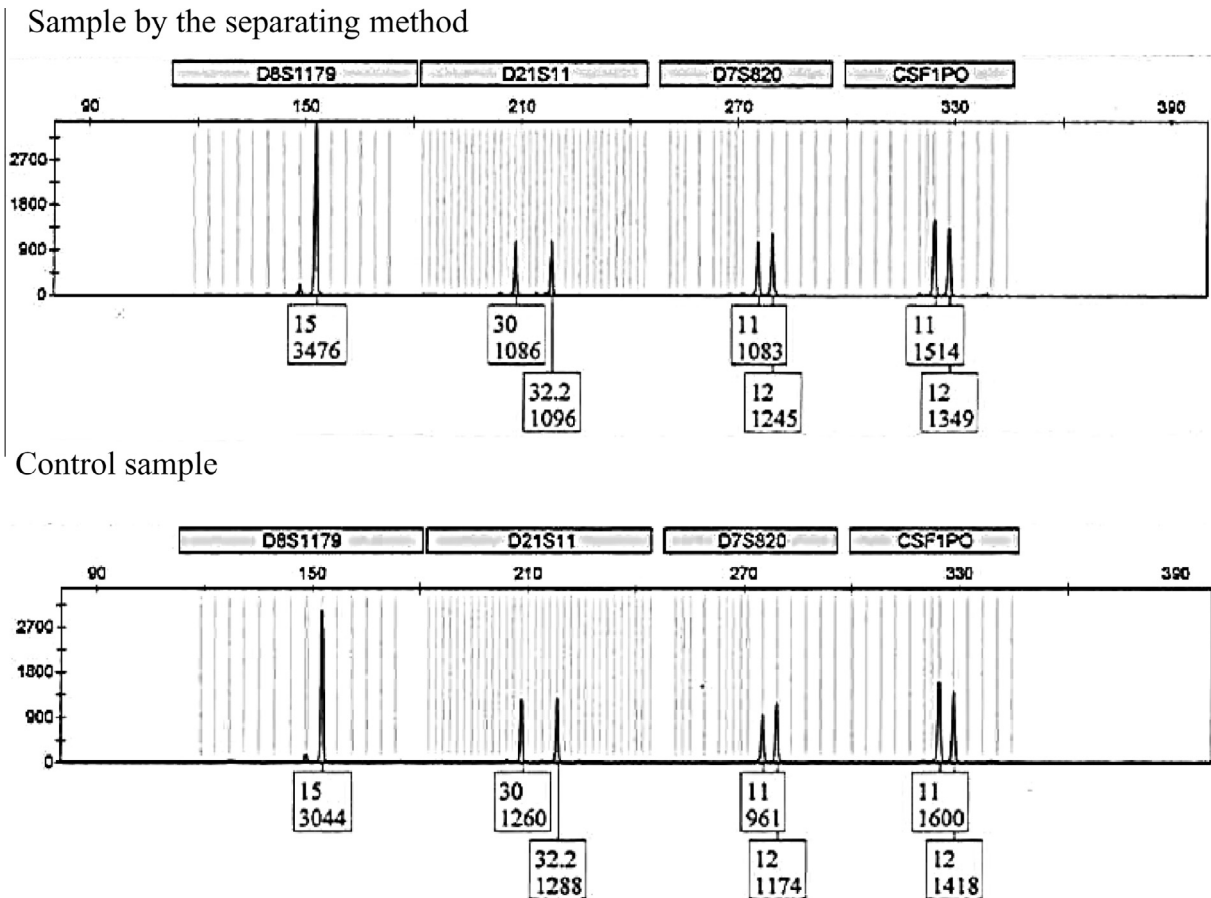 Sample by the separating method
D8S1179 D21S11 D7S820 CSF1PO
90 150 210 270 330 390
2700
1800
900
0
15 30 11 11
3476 1086 1083 1514
32.2 12 12
1096 1245 1349
Control sample
D8S1179 D21S11 D7S820 CSF1PO
90 150 210 270 330 390
2700
1800
900
0
15 30 11 11
3044 1260 961 1600
32.2 12 12
1288 1174 1418